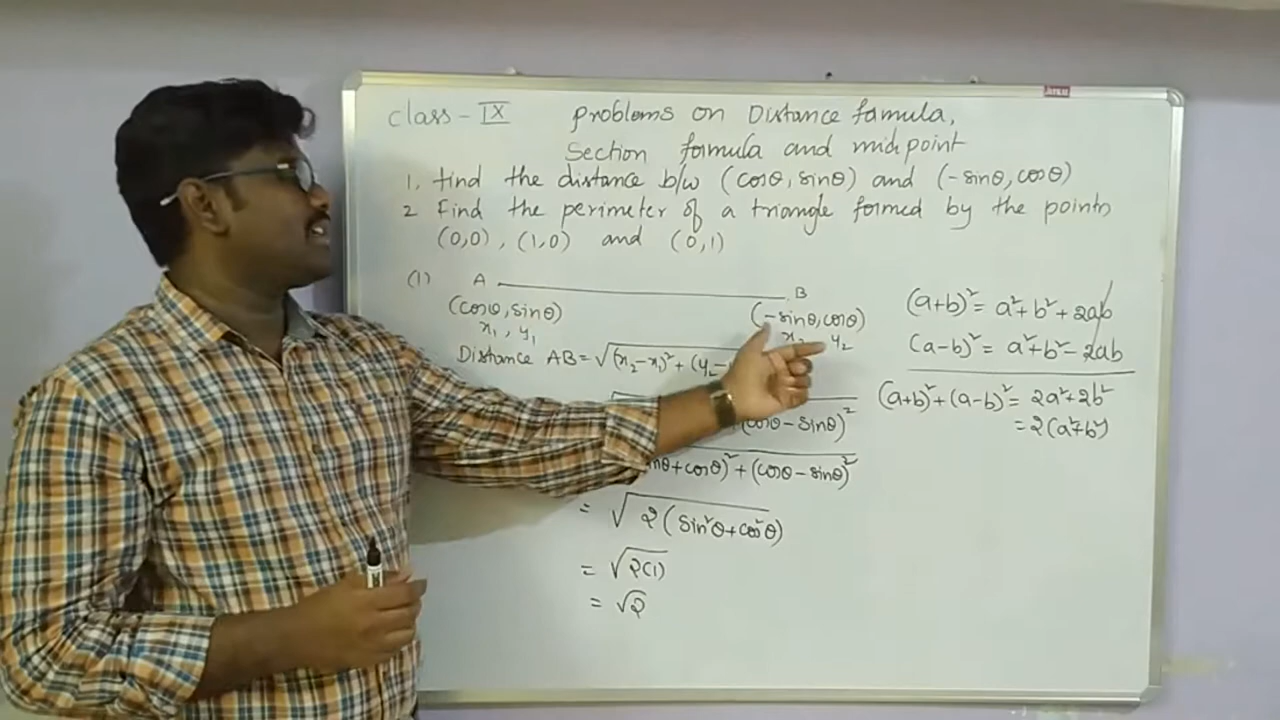 class - IX problems on Distance famula,
Section formula and midpoint
1. find the distance b/w (cosθ, sinθ) and (-sinθ, cosθ)
2 Find the perimeter of a triangle formed by the points
(0,0), (1,0) and (0,1)
(1) A B
(cosθ, sinθ) (-sinθ, cosθ)
x₁, y₁ x₂ y₂
Distance AB = √(x₂-x₁)² + (y₂-
(cosθ - sinθ)²
+cosθ)² + (cosθ - sinθ)²
= √2(sin²θ+cos²θ)
= √2(1)
= √2
(a+b)² = a²+b²+2ab
(a-b)² = a²+b²-2ab
(a+b)²+(a-b)² = 2a²+2b²
= 2(a²+b²)